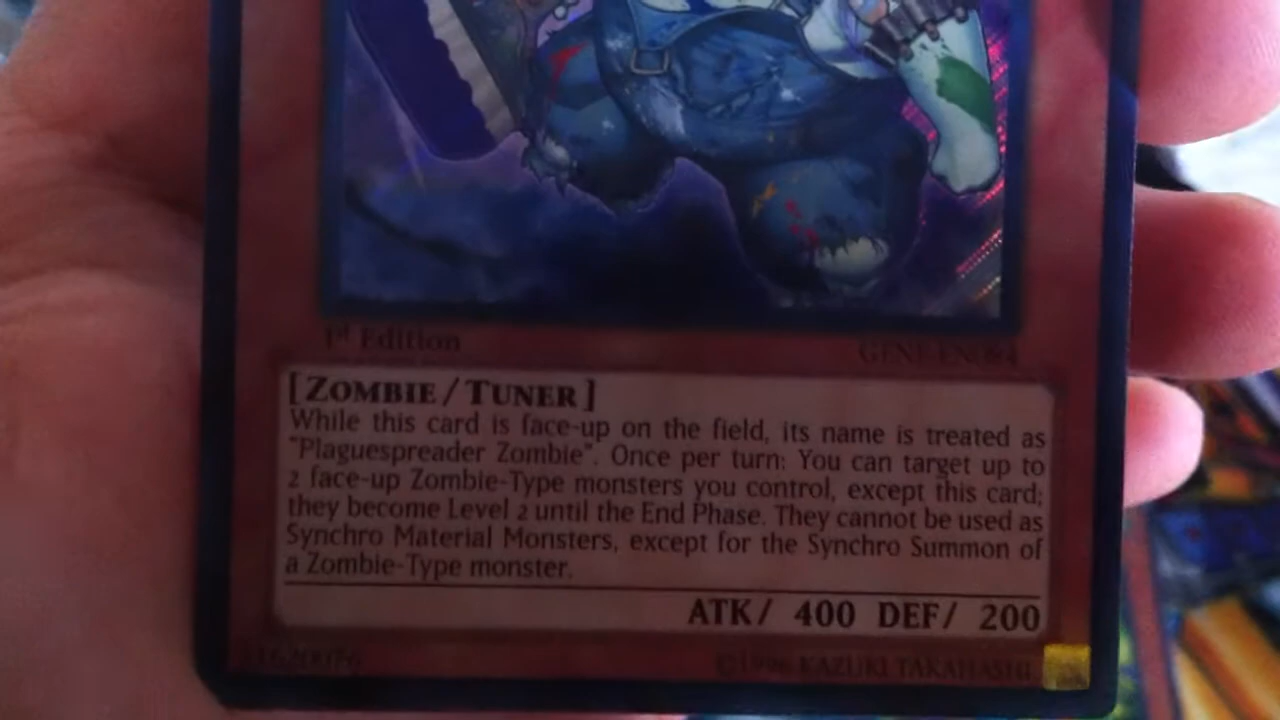 1st Edition
[ZOMBIE/TUNER]
While this card is face-up on the field, its name is treated as
"Plaguespreader Zombie". Once per turn: You can target up to
2 face-up Zombie-Type monsters you control, except this card;
they become Level 2 until the End Phase. They cannot be used as
Synchro Material Monsters, except for the Synchro Summon of
a Zombie-Type monster.
ATK/ 400 DEF/ 200
©1996 KAZUKI TAKAHASHI